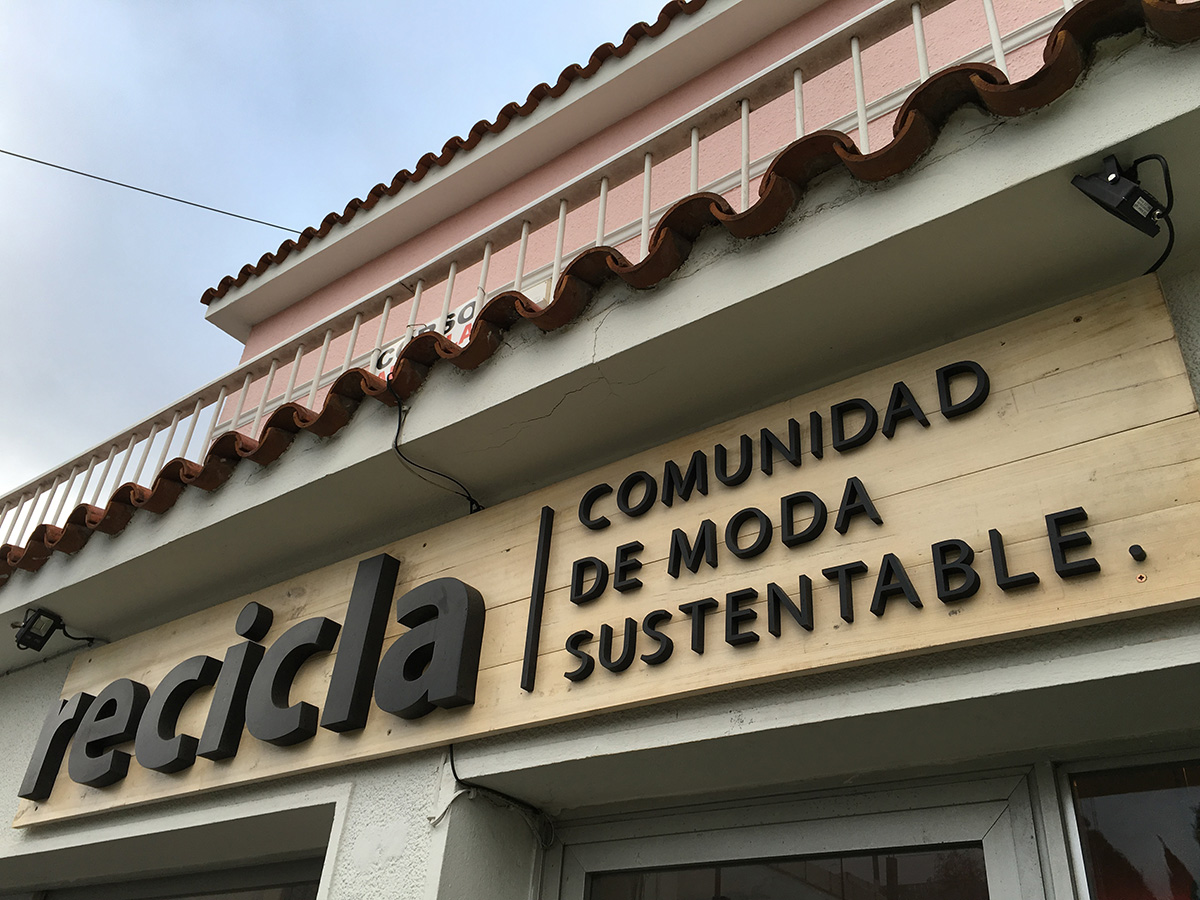 recicla
COMUNIDAD
DE MODA
SUSTENTABLE.